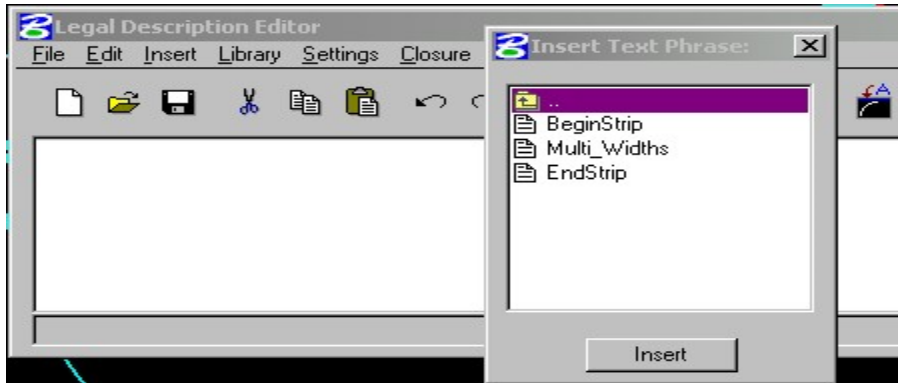 Legal Description Editor
File Edit Insert Library Settings Closure
Insert Text Phrase:
..
BeginStrip
Multi_Widths
EndStrip
Insert